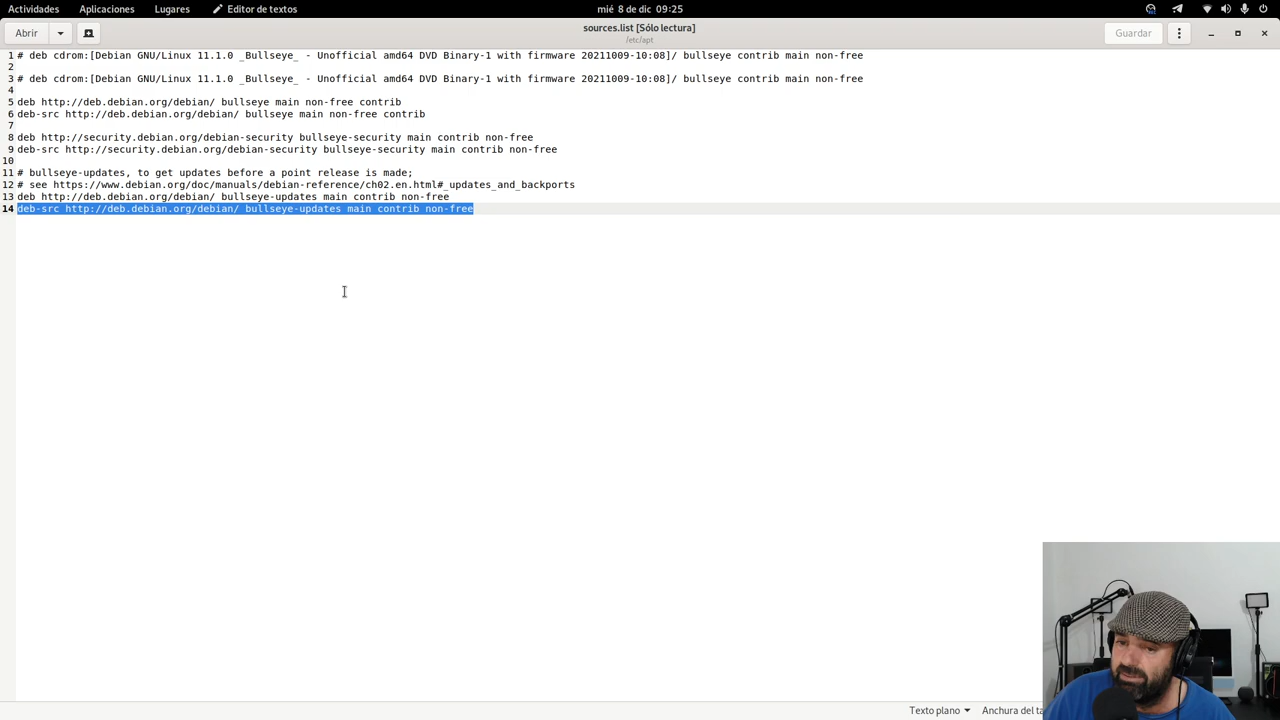 Actividades Aplicaciones Lugares Editor de textos mié 8 de dic 09:25
Abrir sources.list [Sólo lectura] Guardar
/etc/apt
1 # deb cdrom:[Debian GNU/Linux 11.1.0 _Bullseye_ - Unofficial amd64 DVD Binary-1 with firmware 20211009-10:08]/ bullseye contrib main non-free
2
3 # deb cdrom:[Debian GNU/Linux 11.1.0 _Bullseye_ - Unofficial amd64 DVD Binary-1 with firmware 20211009-10:08]/ bullseye contrib main non-free
4
5 deb http://deb.debian.org/debian/ bullseye main non-free contrib
6 deb-src http://deb.debian.org/debian/ bullseye main non-free contrib
7
8 deb http://security.debian.org/debian-security bullseye-security main contrib non-free
9 deb-src http://security.debian.org/debian-security bullseye-security main contrib non-free
10
11 # bullseye-updates, to get updates before a point release is made;
12 # see https://www.debian.org/doc/manuals/debian-reference/ch02.en.html#_updates_and_backports
13 deb http://deb.debian.org/debian/ bullseye-updates main contrib non-free
14 deb-src http://deb.debian.org/debian/ bullseye-updates main contrib non-free
Texto plano Anchura del ta